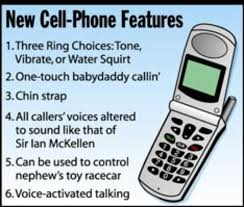 New Cell-Phone Features
1. Three Ring Choices: Tone,
Vibrate, or Water Squirt
2. One-touch babydaddy callin'
3. Chin strap
4. All callers' voices altered
to sound like that of
Sir Ian McKellen
5. Can be used to control
nephew's toy racecar
6. Voice-activated talking